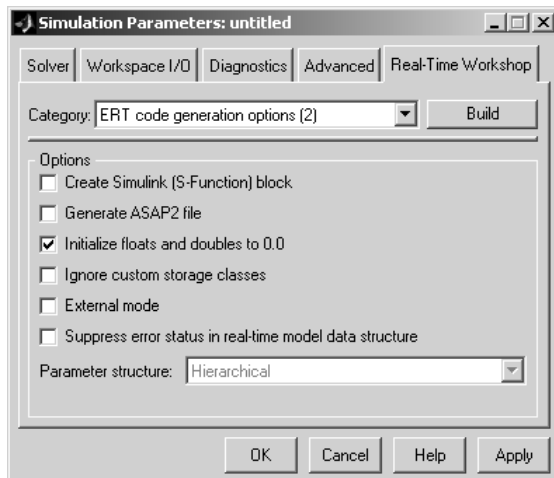 Simulation Parameters: untitled
Solver Workspace I/O Diagnostics Advanced Real-Time Workshop
Category: ERT code generation options (2) Build
Options
Create Simulink (S-Function) block
Generate ASAP2 file
Initialize floats and doubles to 0.0
Ignore custom storage classes
External mode
Suppress error status in real-time model data structure
Parameter structure: Hierarchical
OK Cancel Help Apply